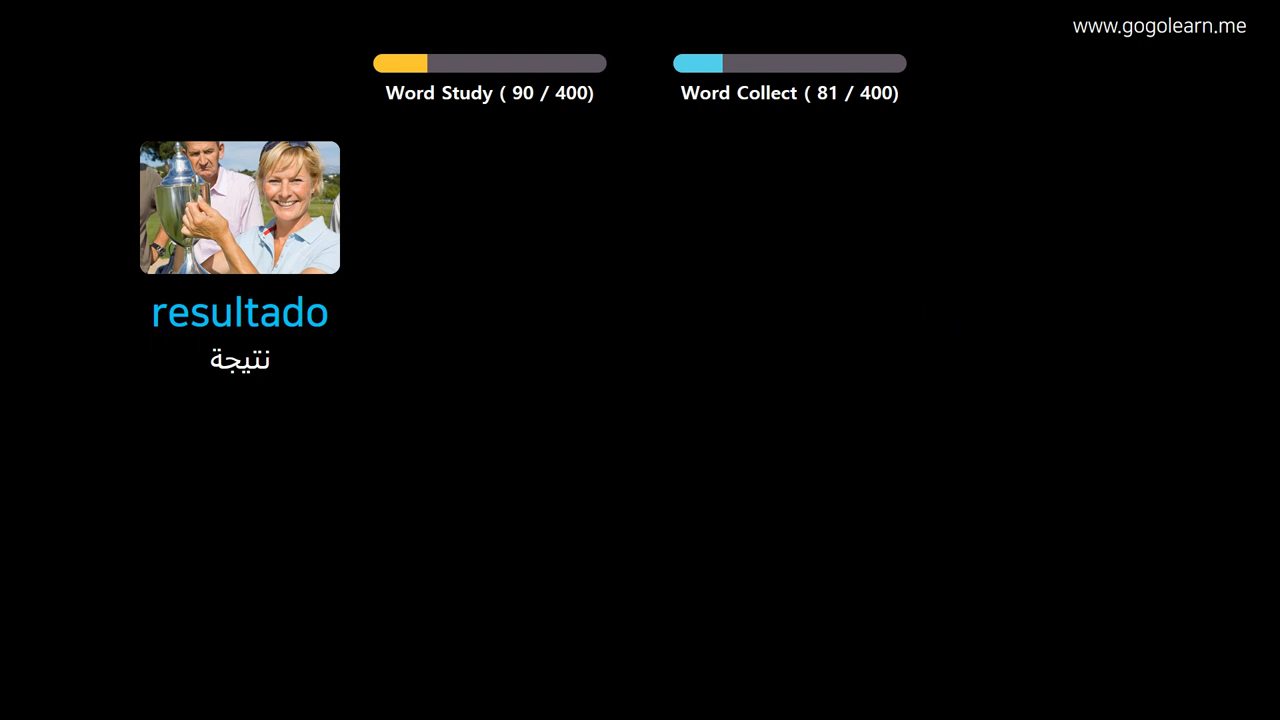 www.gogolearn.me
Word Study ( 90 / 400)
Word Collect ( 81 / 400)
resultado
نتيجة